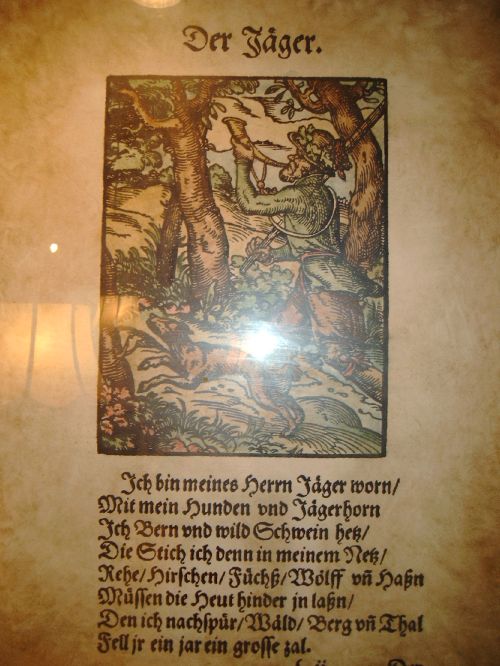 Der Jäger.
Ich bin meines Herrn Jäger worn/
Mit mein Hunden vnd Jägerhorn
Ich Bern vnd wild Schwein hetz/
Die Stich ich denn in meinem Netz/
Rehe/Hirschen/Füchß/Wölff vn̄ Haßn
Müssen die Heut hinder jn laßn/
Den ich nachspür/Wäld/Berg vn̄ Thal
Fell jr ein jar ein grosse zal.